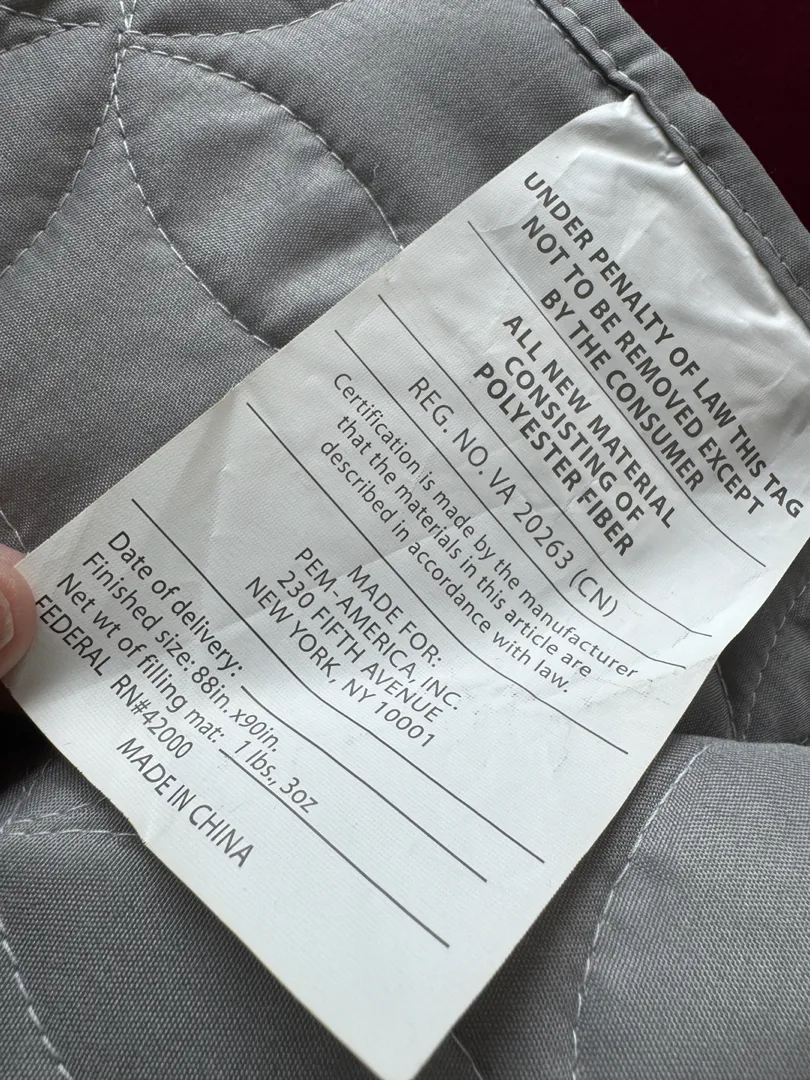 UNDER PENALTY OF LAW THIS TAG
NOT TO BE REMOVED EXCEPT
BY THE CONSUMER
ALL NEW MATERIAL
CONSISTING OF
POLYESTER FIBER
REG. NO. VA 20263 (CN)
Certification is made by the manufacturer
that the materials in this article are
described in accordance with law.
MADE FOR:
PEM-AMERICA, INC.
230 FIFTH AVENUE
NEW YORK, NY 10001
Date of delivery:
Finished size: 88in.x90in.
Net wt of filling mat: 1 lbs., 3oz
FEDERAL RN#42000
MADE IN CHINA